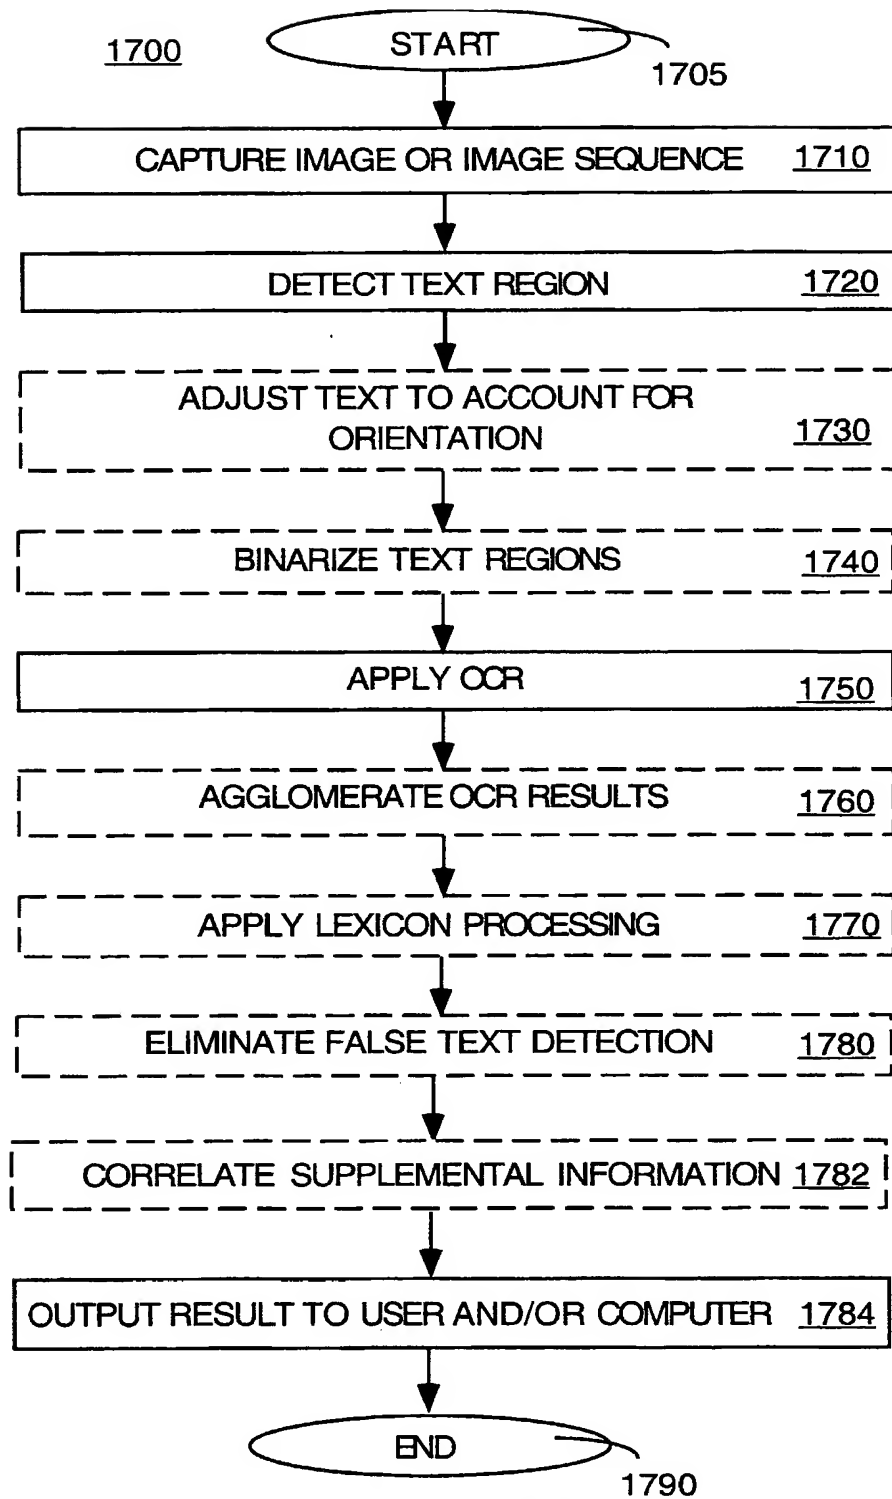 1700
START
1705
CAPTURE IMAGE OR IMAGE SEQUENCE 1710
DETECT TEXT REGION 1720
ADJUST TEXT TO ACCOUNT FOR
ORIENTATION 1730
BINARIZE TEXT REGIONS 1740
APPLY OCR 1750
AGGLOMERATE OCR RESULTS 1760
APPLY LEXICON PROCESSING 1770
ELIMINATE FALSE TEXT DETECTION 1780
CORRELATE SUPPLEMENTAL INFORMATION 1782
OUTPUT RESULT TO USER AND/OR COMPUTER 1784
END
1790